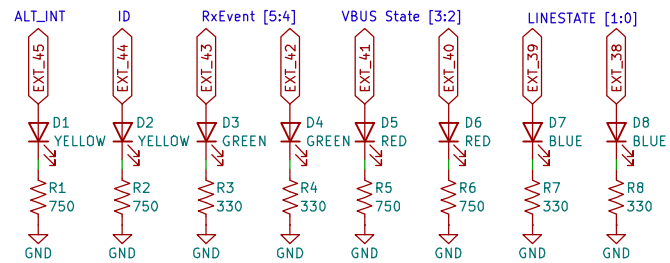 ALT_INT ID RxEvent [5:4] VBUS State [3:2] LINESTATE [1:0]
EXT_45 EXT_44 EXT_43 EXT_42 EXT_41 EXT_40 EXT_39 EXT_38
D1 D2 D3 D4 D5 D6 D7 D8
YELLOW YELLOW GREEN GREEN RED RED BLUE BLUE
R1 R2 R3 R4 R5 R6 R7 R8
750 750 330 330 750 750 330 330
GND GND GND GND GND GND GND GND